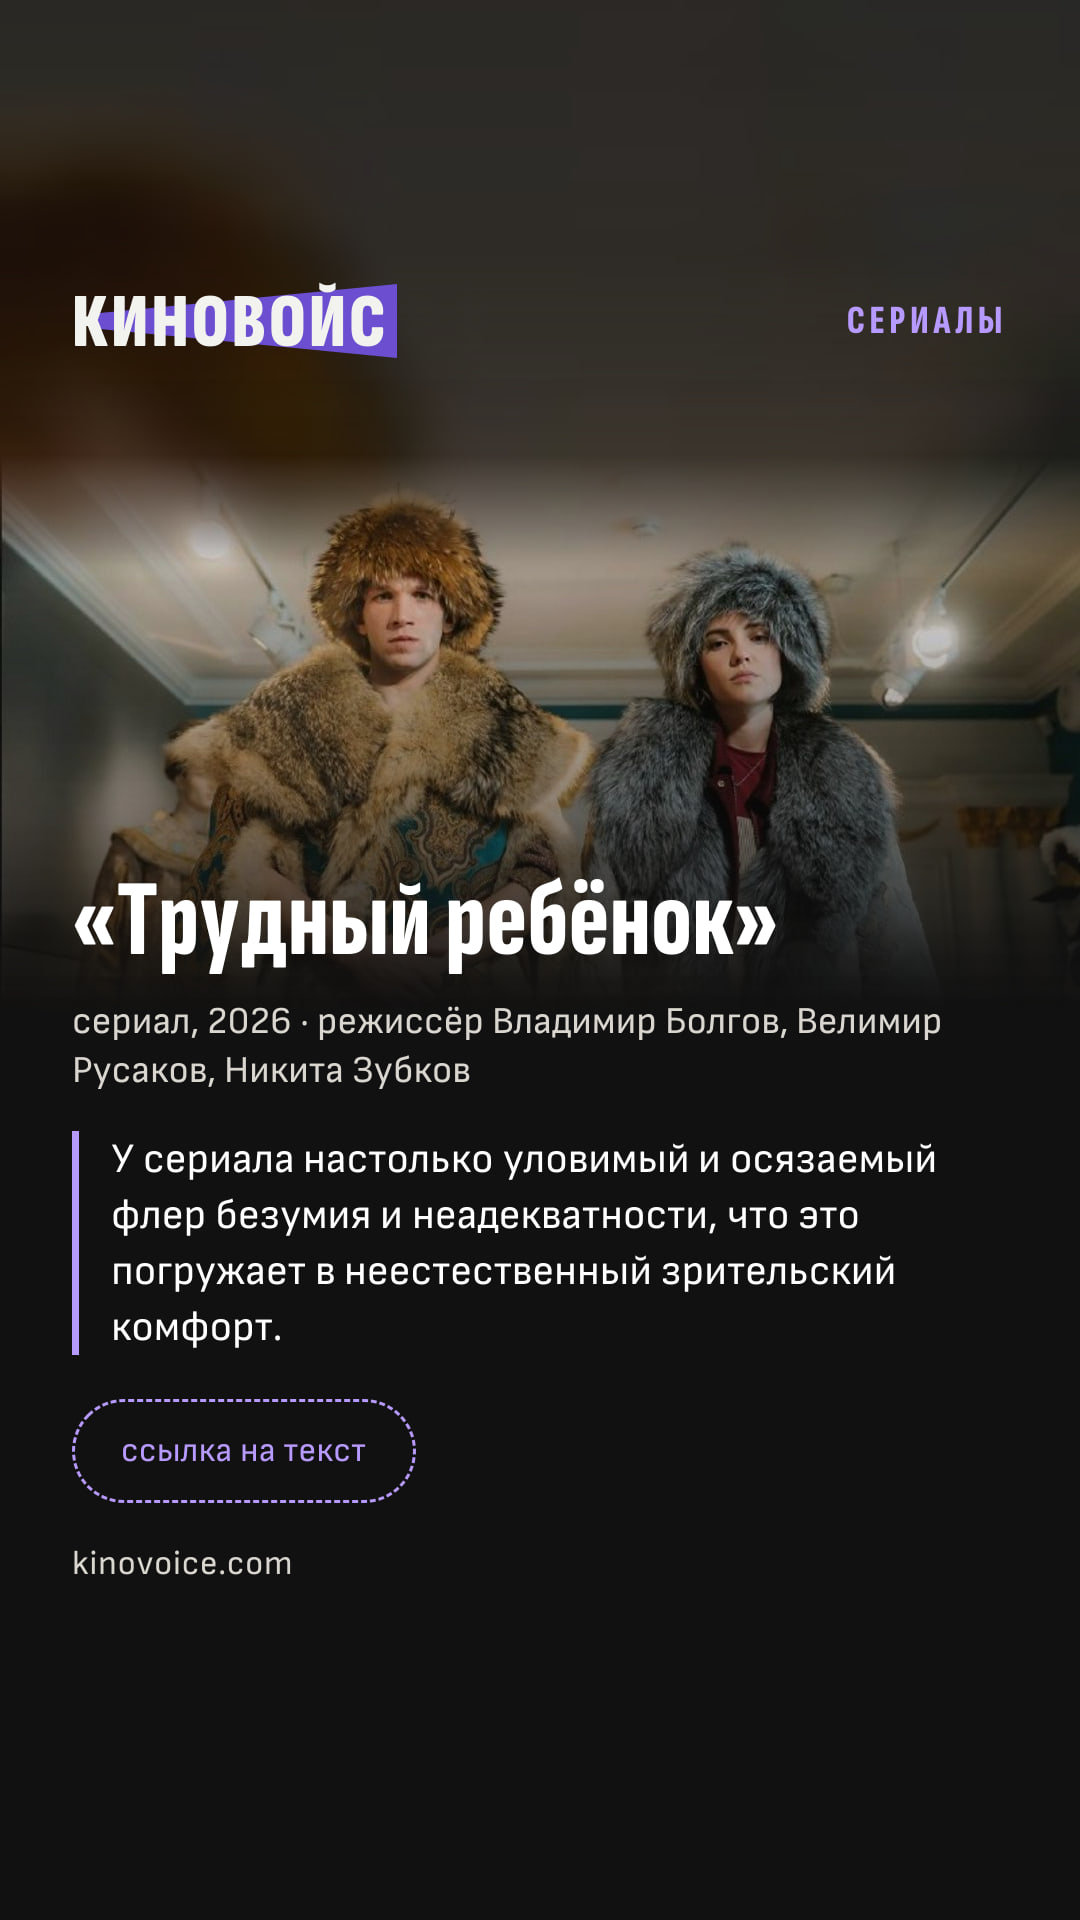 КИНОВОЙС
СЕРИАЛЫ
«Трудный ребёнок»
сериал, 2026 · режиссёр Владимир Болгов, Велимир
Русаков, Никита Зубков
У сериала настолько уловимый и осязаемый
флер безумия и неадекватности, что это
погружает в неестественный зрительский
комфорт.
ссылка на текст
kinovoice.com